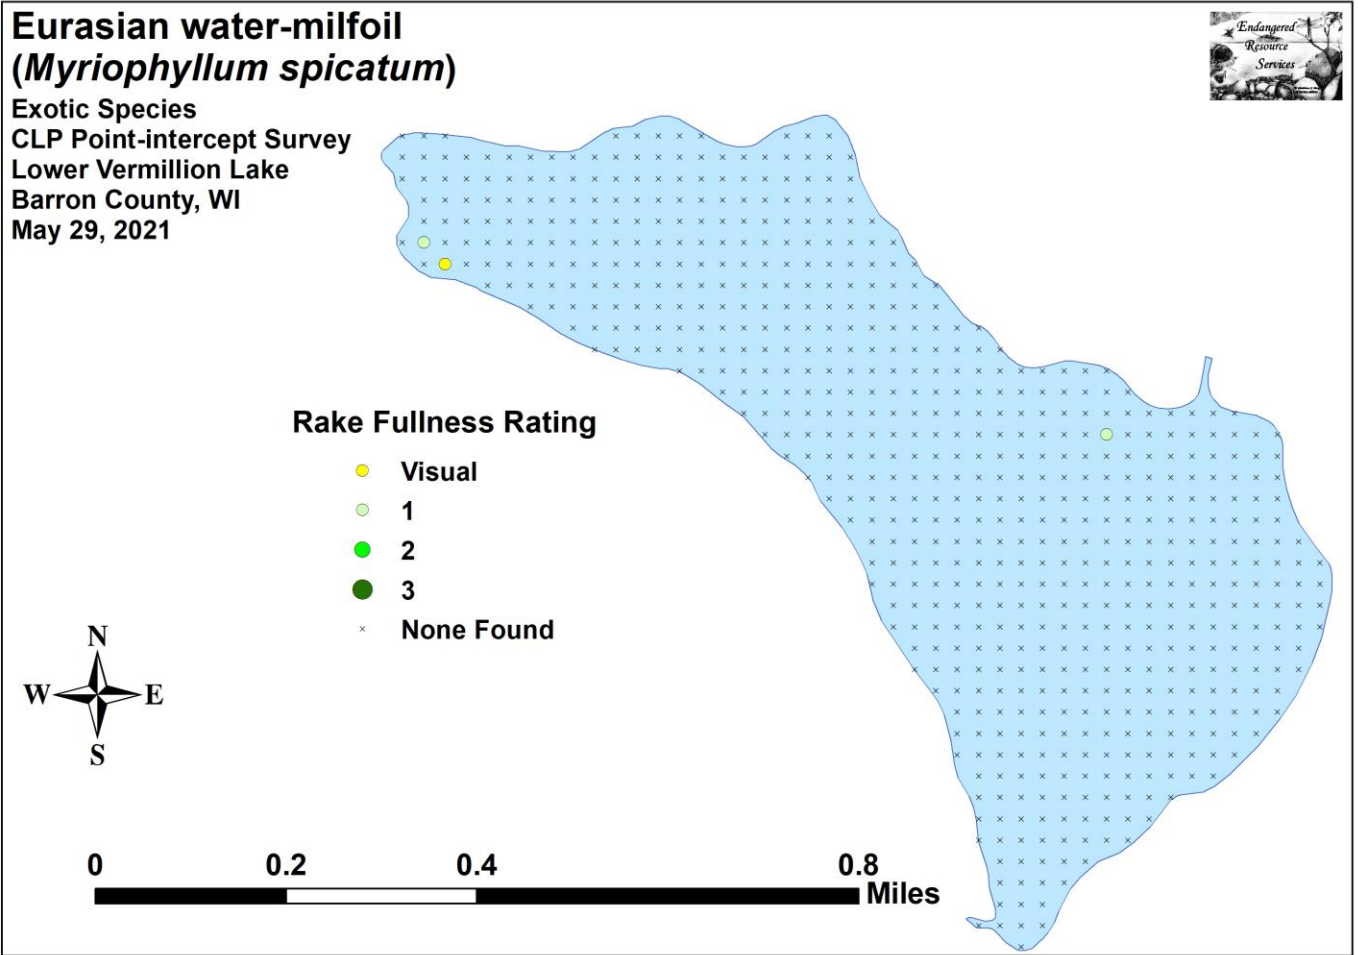 Eurasian water-milfoil
(Myriophyllum spicatum)
Exotic Species
CLP Point-intercept Survey
Lower Vermillion Lake
Barron County, WI
May 29, 2021
Endangered
Resource
Services
Rake Fullness Rating
Visual
1
2
3
None Found
N
W E
S
0 0.2 0.4 0.8
Miles